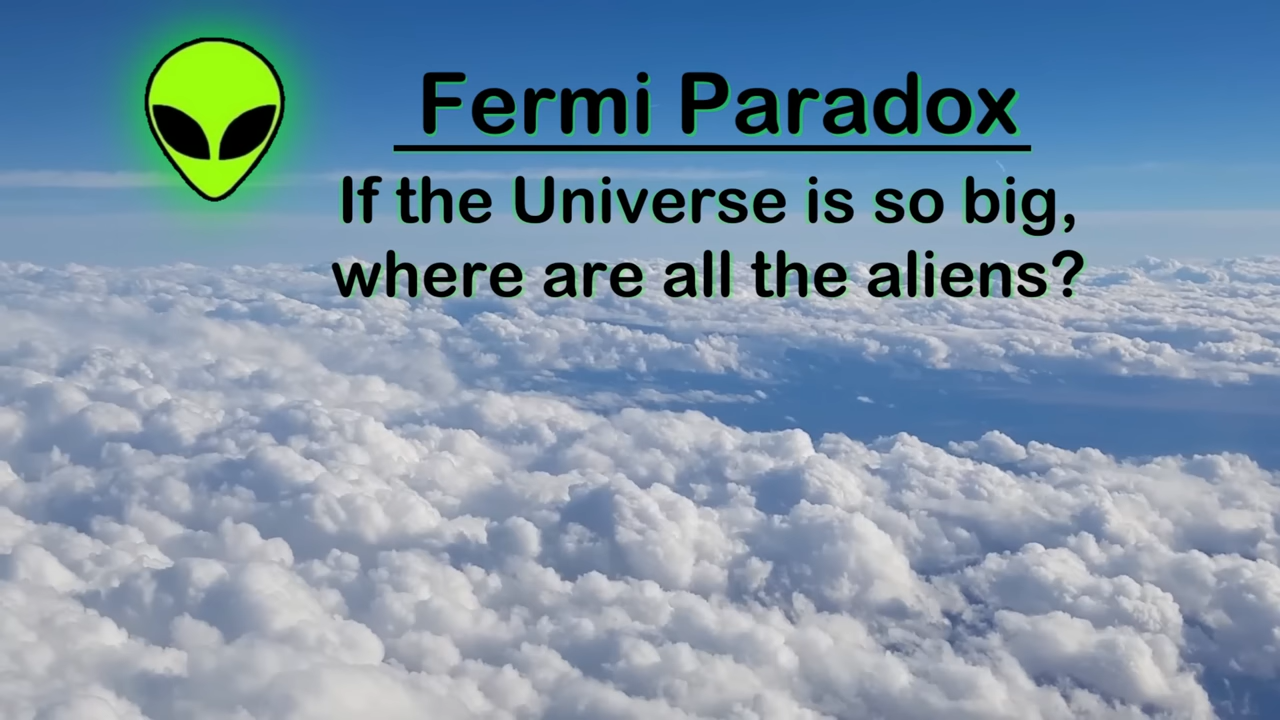 Fermi Paradox
If the Universe is so big,
where are all the aliens?